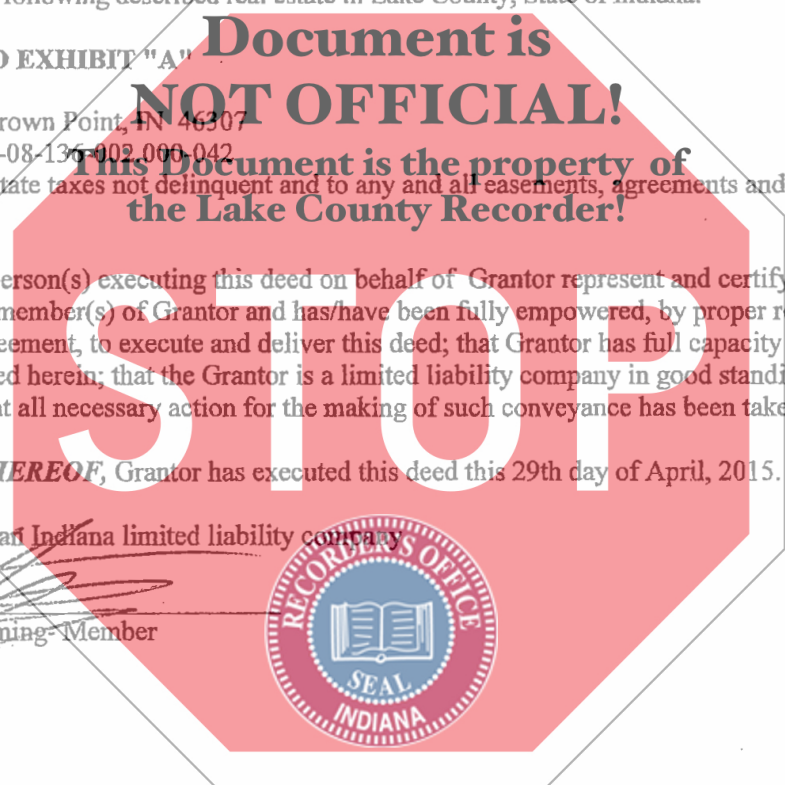 following described real estate in Lake County, State of Indiana.
Document is
O EXHIBIT "A"
NOT OFFICIAL!
rown Point, IN 46307
-08-136-002.000-042
This Document is the property of
tate taxes not delinquent and to any and all easements, agreements and
the Lake County Recorder!
erson(s) executing this deed on behalf of Grantor represent and certify
member(s) of Grantor and has/have been fully empowered, by proper r
eement, to execute and deliver this deed; that Grantor has full capacity
ed herein; that the Grantor is a limited liability company in good standi
t all necessary action for the making of such conveyance has been take
STOP
HEREOF, Grantor has executed this deed this 29th day of April, 2015.
an Indiana limited liability company
ming- Member
RECORDER'S OFFICE
SEAL
INDIANA